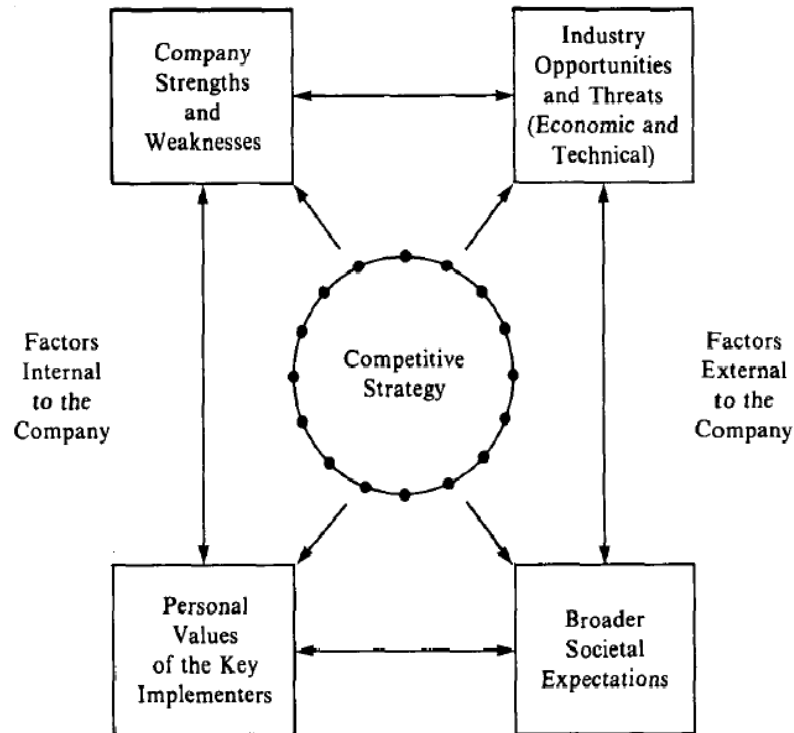 Company
Strengths
and
Weaknesses
Industry
Opportunities
and Threats
(Economic and
Technical)
Factors
Internal
to the
Company
Competitive
Strategy
Factors
External
to the
Company
Personal
Values
of the Key
Implementers
Broader
Societal
Expectations